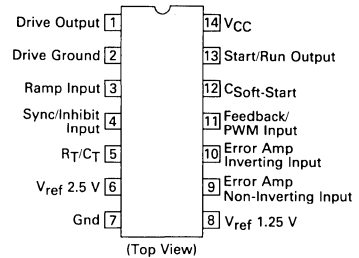 Drive Output 1
Drive Ground 2
Ramp Input 3
Sync/Inhibit
Input 4
RT/CT 5
Vref 2.5 V 6
Gnd 7
14 VCC
13 Start/Run Output
12 CSoft-Start
11 Feedback/
PWM Input
10 Error Amp
Inverting Input
9 Error Amp
Non-Inverting Input
8 Vref 1.25 V
(Top View)